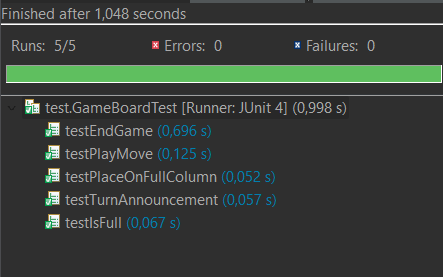 Finished after 1,048 seconds
Runs: 5/5 Errors: 0 Failures: 0
test.GameBoardTest [Runner: JUnit 4] (0,998 s)
testEndGame (0,696 s)
testPlayMove (0,125 s)
testPlaceOnFullColumn (0,052 s)
testTurnAnnouncement (0,057 s)
testIsFull (0,067 s)